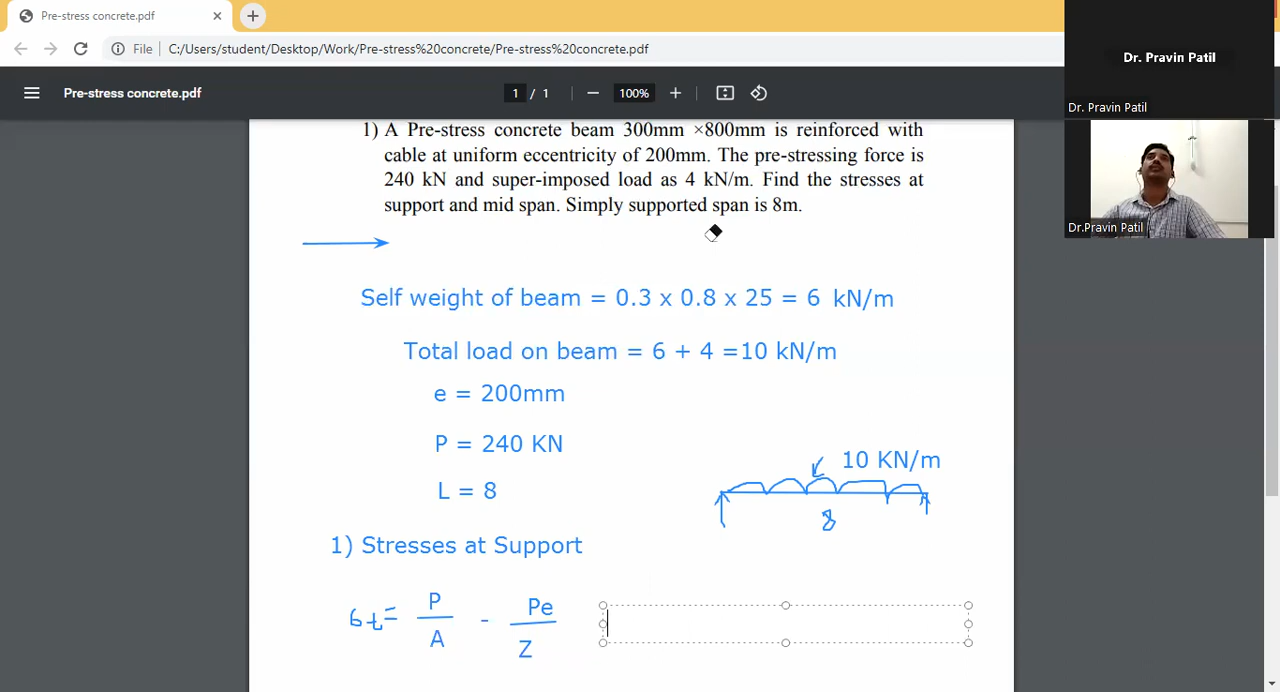 Pre-stress concrete.pdf
File C:/Users/student/Desktop/Work/Pre-stress%20concrete/Pre-stress%20concrete.pdf
Pre-stress concrete.pdf
1 / 1
100%
Dr. Pravin Patil
Dr. Pravin Patil
Dr.Pravin Patil
1) A Pre-stress concrete beam 300mm ×800mm is reinforced with
cable at uniform eccentricity of 200mm. The pre-stressing force is
240 kN and super-imposed load as 4 kN/m. Find the stresses at
support and mid span. Simply supported span is 8m.
Self weight of beam = 0.3 x 0.8 x 25 = 6 kN/m
Total load on beam = 6 + 4 =10 kN/m
e = 200mm
P = 240 KN
10 KN/m
L = 8
8
1) Stresses at Support
6t = P/A - Pe/Z